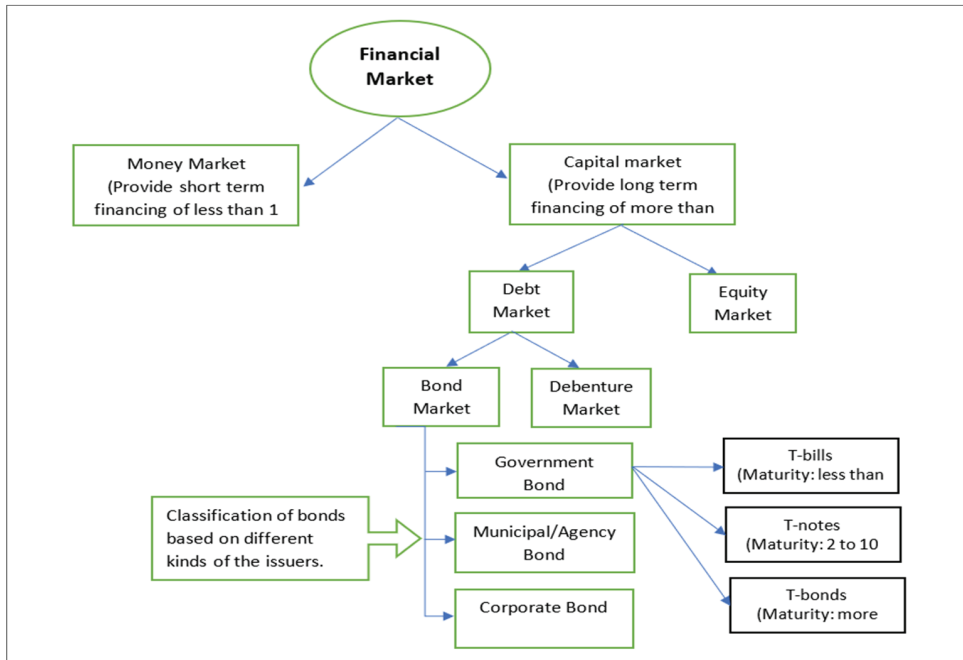 Financial
Market
Money Market
(Provide short term
financing of less than 1
Capital market
(Provide long term
financing of more than
Debt
Market
Equity
Market
Bond
Market
Debenture
Market
Government
Bond
T-bills
(Maturity: less than
Classification of bonds
based on different
kinds of the issuers.
Municipal/Agency
Bond
T-notes
(Maturity: 2 to 10
Corporate Bond
T-bonds
(Maturity: more